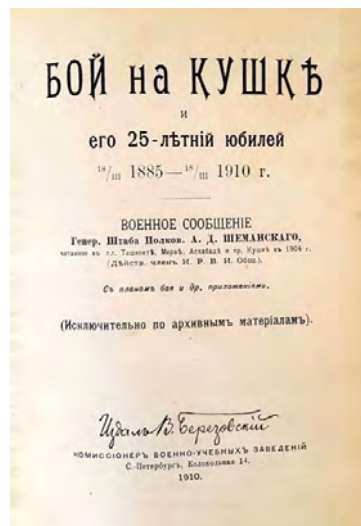 БОЙ на КУШКѢ
и
его 25-лѣтній юбилей
18/III 1885—18/III 1910 г.
ВОЕННОЕ СООБЩЕНІЕ
Генер. Штаба Полков. А. Д. ШЕМАНСКАГО,
читанное въ г.г. Ташкентѣ, Мервѣ, Асхабадѣ и кр. Кушкѣ въ 1904 г.
(Дѣйств. членъ И. Р. В. И. Общ.).
Съ планомъ боя и др. приложеніями.
(Исключительно по архивнымъ матеріаламъ).
Издалъ В. Березовскій
КОМИССІОНЕРЪ ВОЕННО-УЧЕБНЫХЪ ЗАВЕДЕНІЙ
С.-Петербургъ, Колокольная 14.
1910.